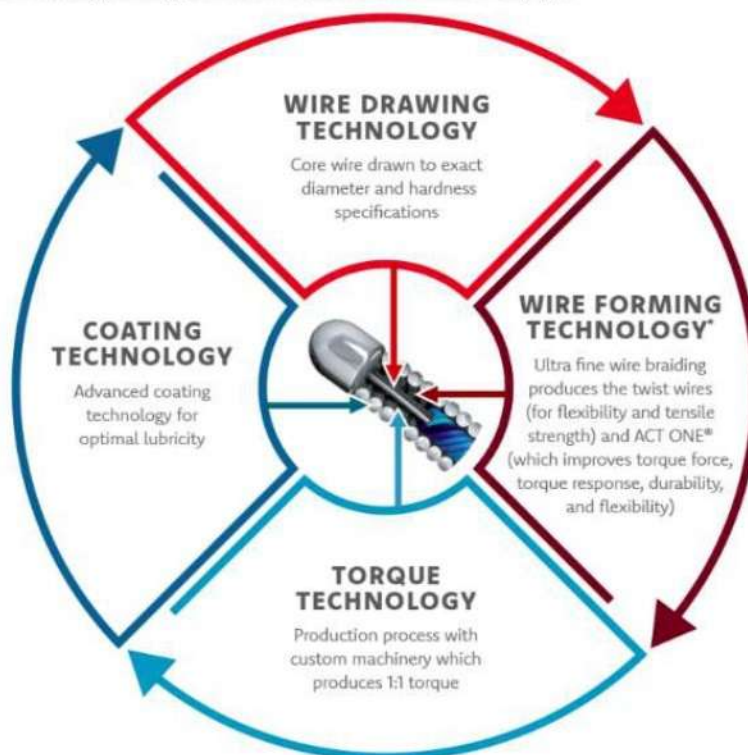 WIRE DRAWING
TECHNOLOGY
Core wire drawn to exact
diameter and hardness
specifications
COATING
TECHNOLOGY
Advanced coating
technology for
optimal lubricity
WIRE FORMING
TECHNOLOGY*
Ultra fine wire braiding
produces the twist wires
(for flexibility and tensile
strength) and ACT ONE®
(which improves torque force,
torque response, durability,
and flexibility)
TORQUE
TECHNOLOGY
Production process with
custom machinery which
produces 1:1 torque